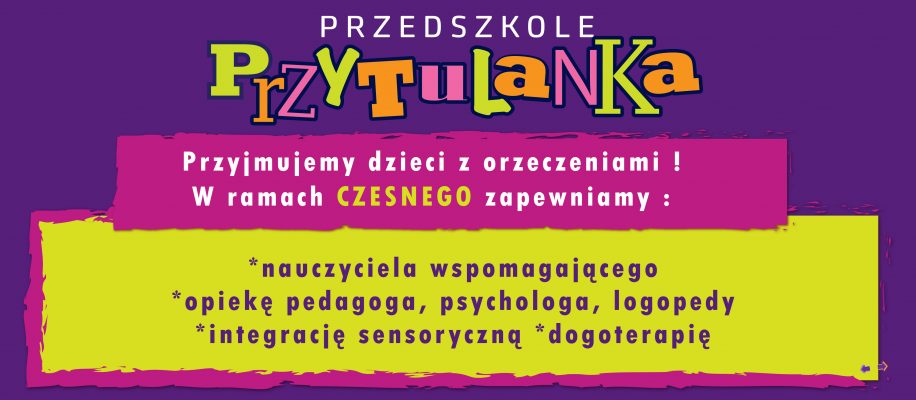 PRZEDSZKOLE
PrZYTULaNKa
Przyjmujemy dzieci z orzeczeniami !
W ramach CZESNEGO zapewniamy :
*nauczyciela wspomagającego
*opiekę pedagoga, psychologa, logopedy
*integrację sensoryczną *dogoterapię